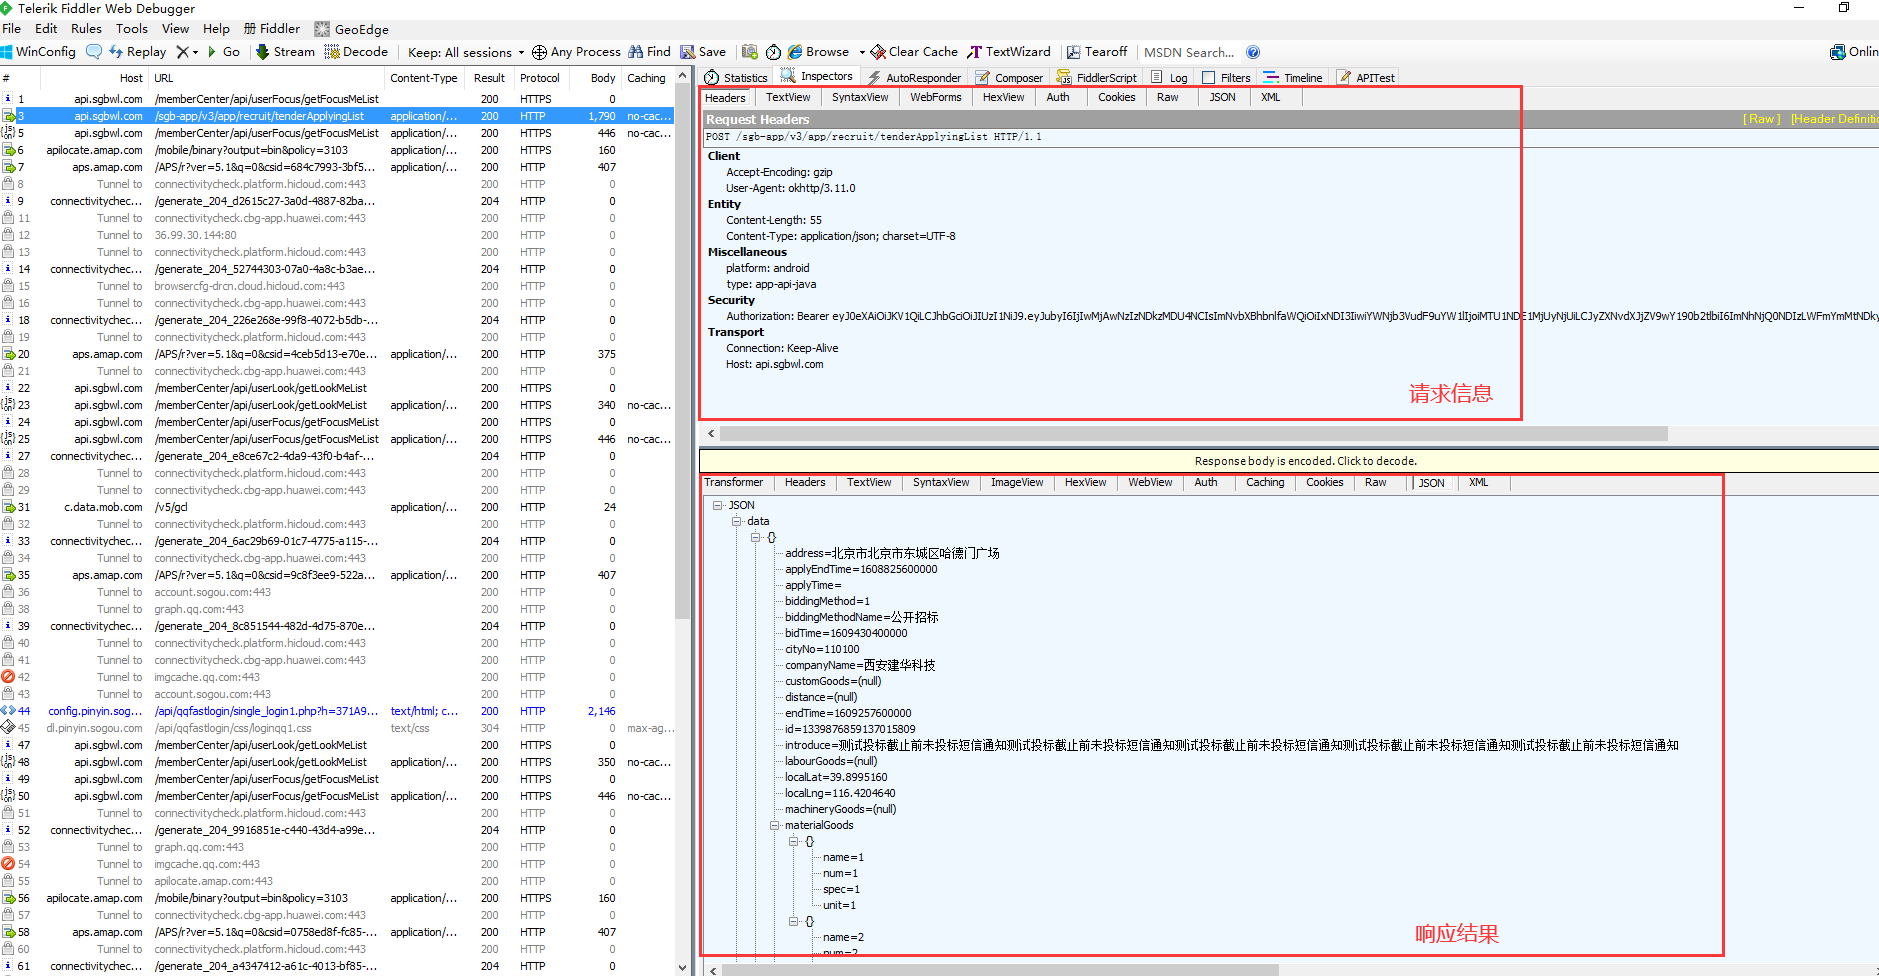 Telerik Fiddler Web Debugger
File Edit Rules Tools View Help 册 Fiddler GeoEdge
WinConfig Replay Go Stream Decode Keep: All sessions Any Process Find Save Browse Clear Cache TextWizard Tearoff MSDN Search... Onlin
# Host URL Content-Type Result Protocol Body Caching
1 api.sgbwl.com /memberCenter/api/userFocus/getFocusMeList 200 HTTPS 0
3 api.sgbwl.com /sgb-app/v3/app/recruit/tenderApplyingList application/... 200 HTTP 1,790 no-cac...
5 api.sgbwl.com /memberCenter/api/userFocus/getFocusMeList application/... 200 HTTPS 446 no-cac...
6 apilocate.amap.com /mobile/binary?output=bin&policy=3103 application/... 200 HTTP 160
7 aps.amap.com /APS/r?ver=5.1&q=0&csid=684c7993-3bf5... application/... 200 HTTP 407
8 Tunnel to connectivitycheck.platform.hicloud.com:443 200 HTTP 0
9 connectivitychec... /generate_204_d2615c27-3a0d-4887-82ba... 204 HTTP 0
11 Tunnel to connectivitycheck.cbg-app.huawei.com:443 200 HTTP 0
12 Tunnel to 36.99.30.144:80 200 HTTP 0
13 Tunnel to connectivitycheck.platform.hicloud.com:443 200 HTTP 0
14 connectivitychec... /generate_204_52744303-07a0-4a8c-b3ae... 204 HTTP 0
15 Tunnel to browsercfg-drcn.cloud.hicloud.com:443 200 HTTP 0
16 Tunnel to connectivitycheck.cbg-app.huawei.com:443 200 HTTP 0
18 connectivitychec... /generate_204_226e268e-99f8-4072-b5db-... 204 HTTP 0
19 Tunnel to connectivitycheck.platform.hicloud.com:443 200 HTTP 0
20 aps.amap.com /APS/r?ver=5.1&q=0&csid=4ceb5d13-e70e... application/... 200 HTTP 375
21 Tunnel to connectivitycheck.cbg-app.huawei.com:443 200 HTTP 0
22 api.sgbwl.com /memberCenter/api/userLook/getLookMeList 200 HTTPS 0
23 api.sgbwl.com /memberCenter/api/userLook/getLookMeList application/... 200 HTTPS 340 no-cac...
24 api.sgbwl.com /memberCenter/api/userFocus/getFocusMeList 200 HTTPS 0
25 api.sgbwl.com /memberCenter/api/userFocus/getFocusMeList application/... 200 HTTPS 446 no-cac...
27 connectivitychec... /generate_204_e8ce67c2-4da9-43f0-b4af-... 204 HTTP 0
28 Tunnel to connectivitycheck.platform.hicloud.com:443 200 HTTP 0
29 Tunnel to connectivitycheck.cbg-app.huawei.com:443 200 HTTP 0
31 c.data.mob.com /v5/gcl application/... 200 HTTP 24
32 Tunnel to connectivitycheck.platform.hicloud.com:443 200 HTTP 0
33 connectivitychec... /generate_204_6ac29b69-01c7-4775-a115-... 204 HTTP 0
34 Tunnel to connectivitycheck.cbg-app.huawei.com:443 200 HTTP 0
35 aps.amap.com /APS/r?ver=5.1&q=0&csid=9c8f3ee9-522a... application/... 200 HTTP 407
36 Tunnel to account.sogou.com:443 200 HTTP 0
38 Tunnel to graph.qq.com:443 200 HTTP 0
39 connectivitychec... /generate_204_8c851544-482d-4d75-870e... 204 HTTP 0
40 Tunnel to connectivitycheck.platform.hicloud.com:443 200 HTTP 0
41 Tunnel to connectivitycheck.cbg-app.huawei.com:443 200 HTTP 0
42 Tunnel to imgcache.qq.com:443 200 HTTP 0
43 Tunnel to account.sogou.com:443 200 HTTP 0
44 config.pinyin.sog... /api/qqfastlogin/single_login1.php?h=371A9... text/html; c... 200 HTTP 2,146
45 dl.pinyin.sogou.com /api/qqfastlogin/css/loginqq1.css text/css 304 HTTP 0 max-ag...
47 api.sgbwl.com /memberCenter/api/userLook/getLookMeList 200 HTTPS 0
48 api.sgbwl.com /memberCenter/api/userLook/getLookMeList application/... 200 HTTPS 350 no-cac...
49 api.sgbwl.com /memberCenter/api/userFocus/getFocusMeList 200 HTTPS 0
50 api.sgbwl.com /memberCenter/api/userFocus/getFocusMeList application/... 200 HTTPS 446 no-cac...
51 Tunnel to connectivitycheck.platform.hicloud.com:443 200 HTTP 0
52 connectivitychec... /generate_204_9916851e-c440-43d4-a99e... 204 HTTP 0
53 Tunnel to graph.qq.com:443 200 HTTP 0
54 Tunnel to imgcache.qq.com:443 200 HTTP 0
55 Tunnel to apilocate.amap.com:443 200 HTTP 0
56 apilocate.amap.com /mobile/binary?output=bin&policy=3103 application/... 200 HTTP 160
57 Tunnel to connectivitycheck.cbg-app.huawei.com:443 200 HTTP 0
58 aps.amap.com /APS/r?ver=5.1&q=0&csid=0758ed8f-fc85-... application/... 200 HTTP 407
60 Tunnel to connectivitycheck.platform.hicloud.com:443 200 HTTP 0
61 connectivitychec... /generate_204_a4347412-a61c-4013-bf85-... 204 HTTP 0
Statistics Inspectors AutoResponder Composer FiddlerScript Log Filters Timeline APITest
Headers TextView SyntaxView WebForms HexView Auth Cookies Raw JSON XML
Request Headers [ Raw ] [Header Definitio
POST /sgb-app/v3/app/recruit/tenderApplyingList HTTP/1.1
Client
Accept-Encoding: gzip
User-Agent: okhttp/3.11.0
Entity
Content-Length: 55
Content-Type: application/json; charset=UTF-8
Miscellaneous
platform: android
type: app-api-java
Security
Authorization: Bearer
Transport
Connection: Keep-Alive
Host: api.sgbwl.com
请求信息
Response body is encoded. Click to decode.
Transformer Headers TextView SyntaxView ImageView HexView WebView Auth Caching Cookies Raw JSON XML
JSON
data
{}
address=北京市北京市东城区哈德门广场
applyEndTime=1608825600000
applyTime=
biddingMethod=1
biddingMethodName=公开招标
bidTime=1609430400000
cityNo=110100
companyName=西安建华科技
customGoods=(null)
distance=(null)
endTime=1609257600000
id=1339876859137015809
introduce=测试投标截止前未投标短信通知测试投标截止前未投标短信通知测试投标截止前未投标短信通知测试投标截止前未投标短信通知测试投标截止前未投标短信通知
labourGoods=(null)
localLat=39.8995160
localLng=116.4204640
machineryGoods=(null)
materialGoods
{}
name=1
num=1
spec=1
unit=1
{}
name=2
num=2
响应结果